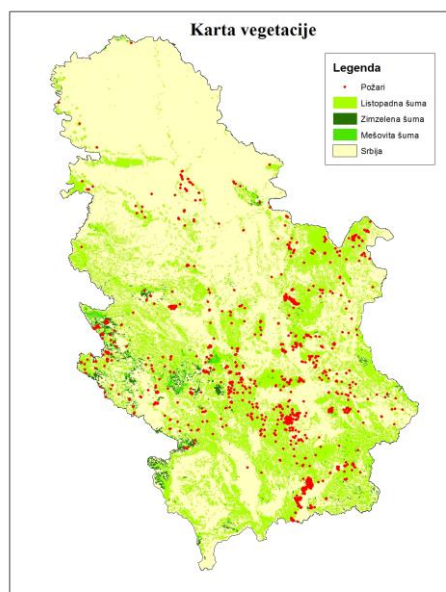 Karta vegetacije
Legenda
Požari
Listopadna šuma
Zimzelena šuma
Mešovita šuma
Srbija